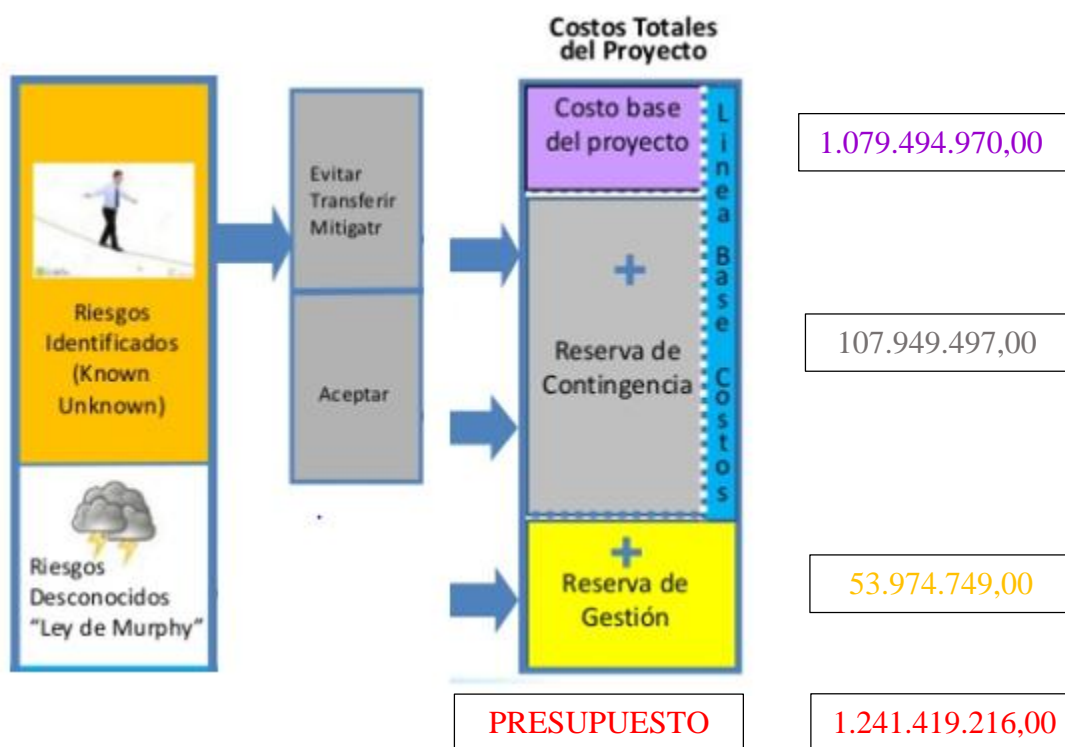 Costos Totales
del Proyecto
Riesgos
Identificados
(Known
Unknown)
Riesgos
Desconocidos
“Ley de Murphy”
Evitar
Transferir
Mitigatr
Aceptar
Costo base
del proyecto
+
Reserva de
Contingencia
+
Reserva de
Gestión
Linea Base Costos
1.079.494.970,00
107.949.497,00
53.974.749,00
PRESUPUESTO
1.241.419.216,00